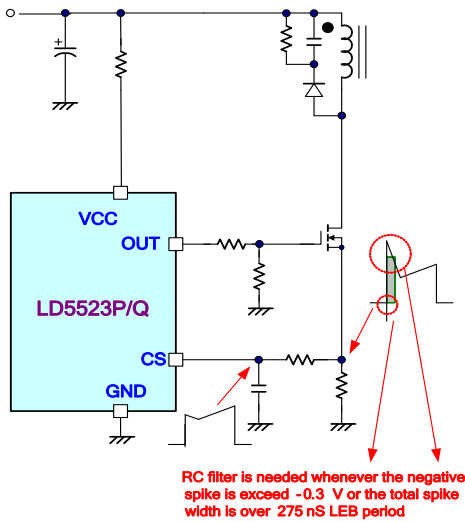 +
VCC
OUT
LD5523P/Q
CS
GND
RC filter is needed whenever the negative
spike is exceed -0.3 V or the total spike
width is over 275 nS LEB period